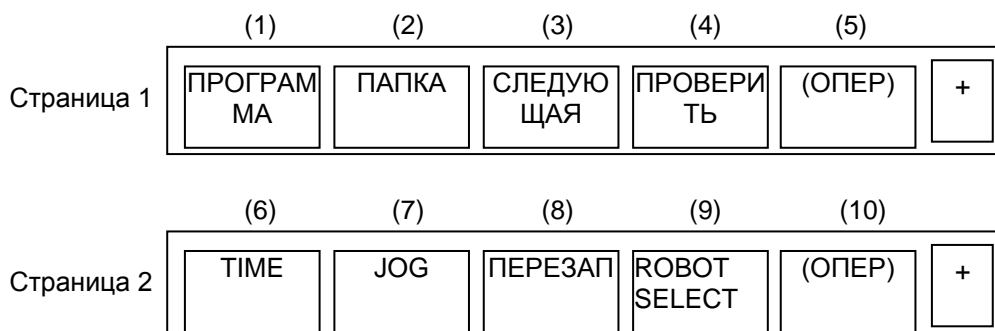 (1) (2) (3) (4) (5)
Страница 1 ПРОГРАМ ПАПКА СЛЕДУЮ ПРОВЕРИ (ОПЕР) +
МА ЩАЯ ТЬ
(6) (7) (8) (9) (10)
Страница 2 TIME JOG ПЕРЕЗАП ROBOT (ОПЕР) +
SELECT